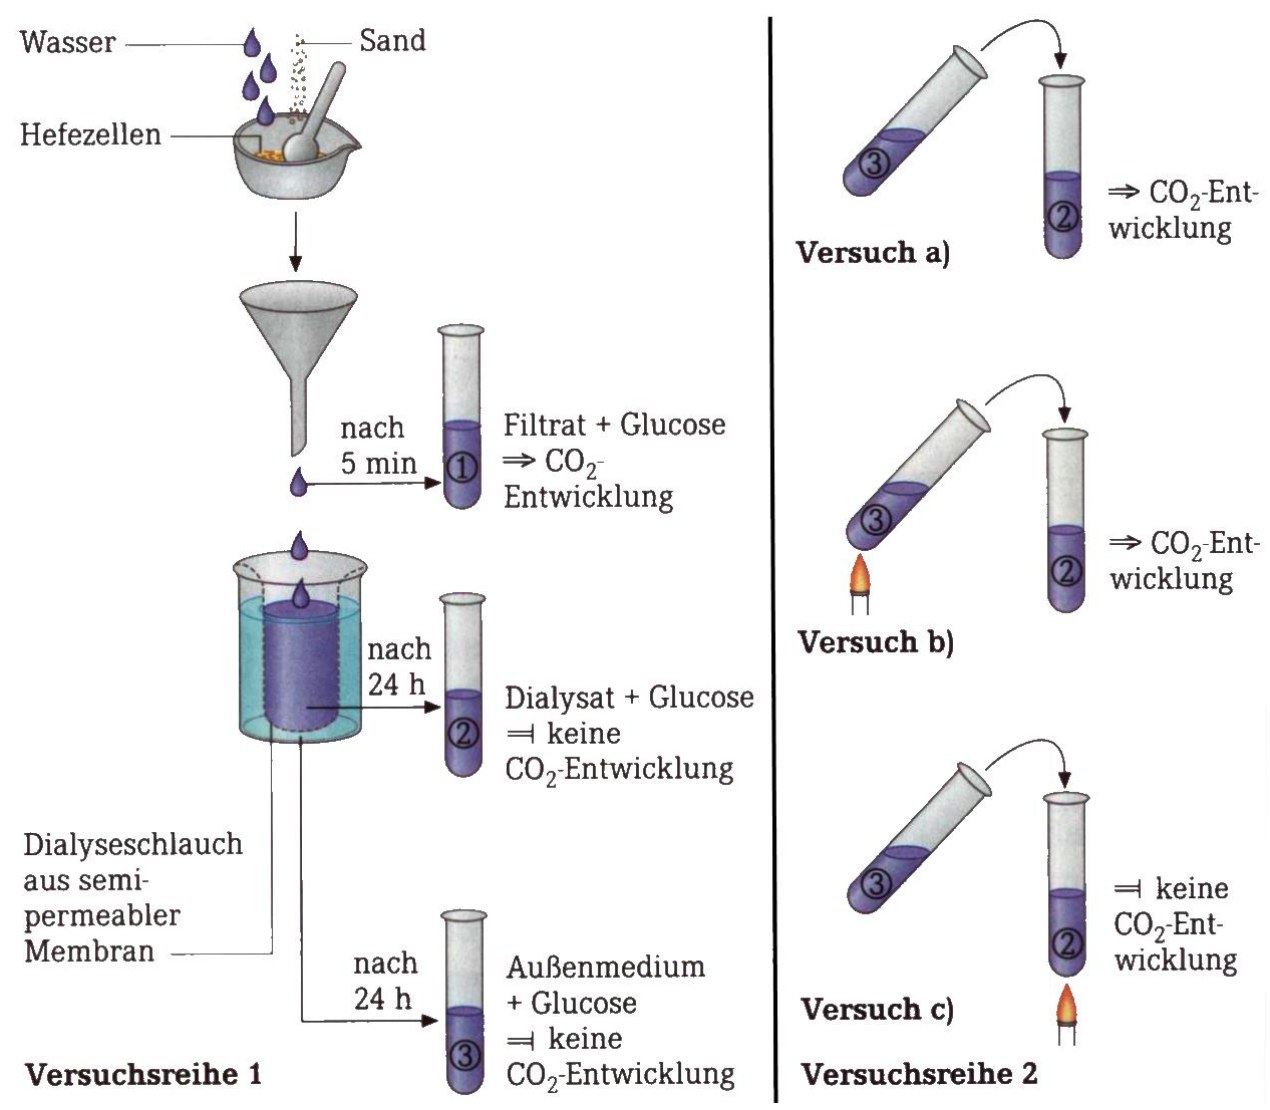 Wasser
Sand
Hefezellen
nach
5 min
①
Filtrat + Glucose
⇒ CO₂-
Entwicklung
nach
24 h
②
Dialysat + Glucose
=| keine
CO₂-Entwicklung
Dialyseschlauch
aus semi-
permeabler
Membran
nach
24 h
③
Außenmedium
+ Glucose
=| keine
CO₂-Entwicklung
Versuchsreihe 1
③
②
⇒ CO₂-Ent-
wicklung
Versuch a)
③
②
⇒ CO₂-Ent-
wicklung
Versuch b)
③
②
=| keine
CO₂-Ent-
wicklung
Versuch c)
Versuchsreihe 2